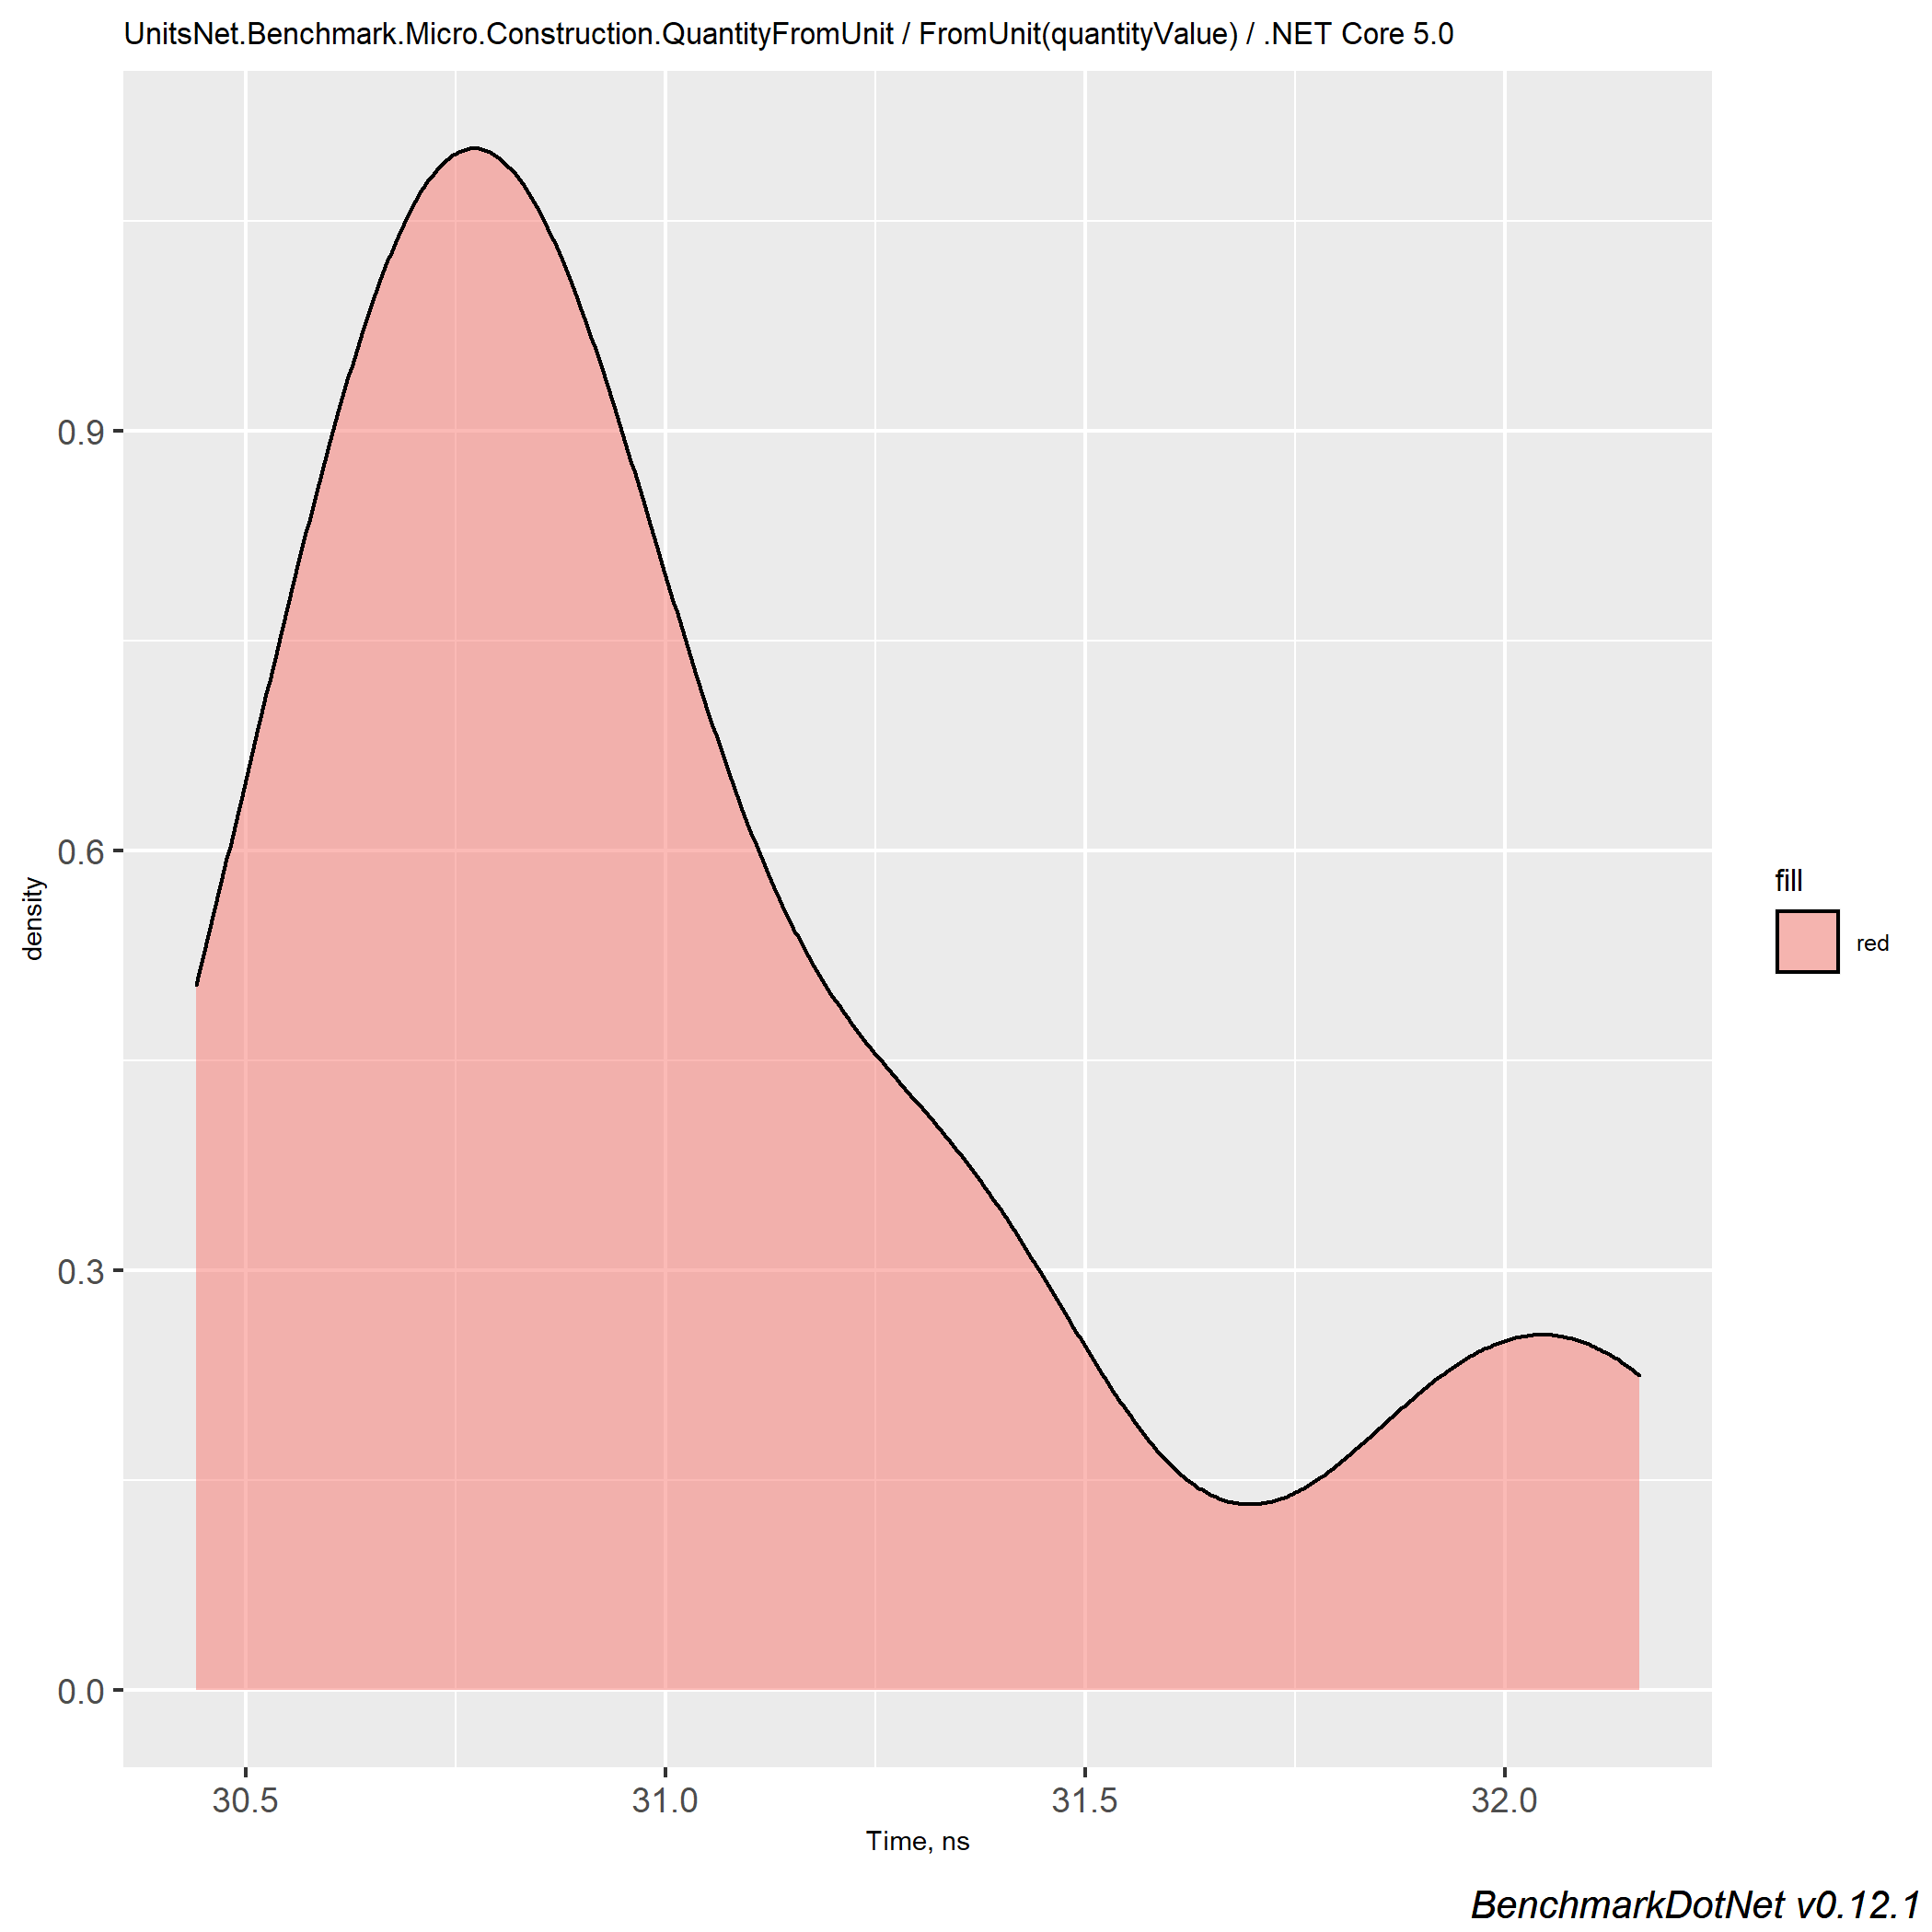 UnitsNet.Benchmark.Micro.Construction.QuantityFromUnit / FromUnit(quantityValue) / .NET Core 5.0
0.9
0.6
0.3
0.0
density
30.5 31.0 31.5 32.0
Time, ns
fill
red
BenchmarkDotNet v0.12.1